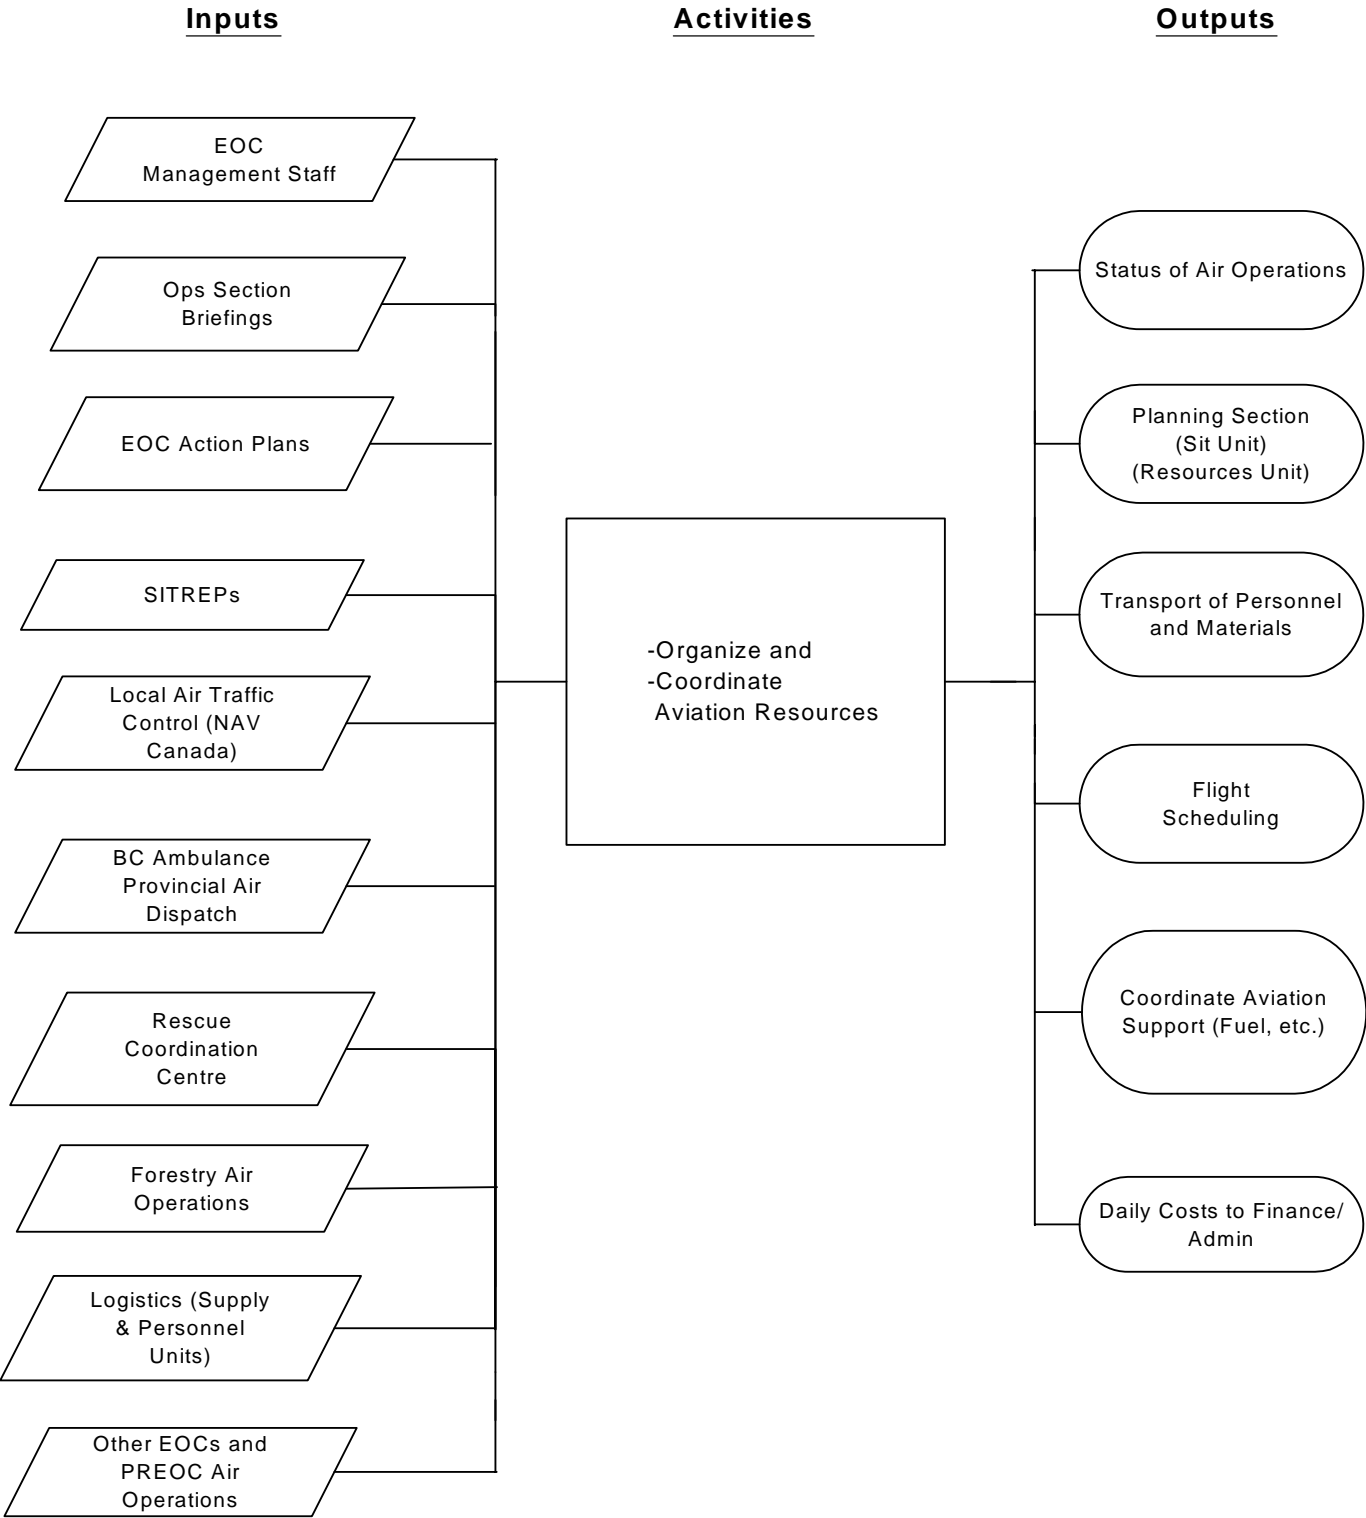 Inputs
Activities
Outputs
EOC
Management Staff
Ops Section
Briefings
EOC Action Plans
SITREPs
Local Air Traffic
Control (NAV
Canada)
BC Ambulance
Provincial Air
Dispatch
Rescue
Coordination
Centre
Forestry Air
Operations
Logistics (Supply
& Personnel
Units)
Other EOCs and
PREOC Air
Operations
-Organize and
-Coordinate
Aviation Resources
Status of Air Operations
Planning Section
(Sit Unit)
(Resources Unit)
Transport of Personnel
and Materials
Flight
Scheduling
Coordinate Aviation
Support (Fuel, etc.)
Daily Costs to Finance/
Admin